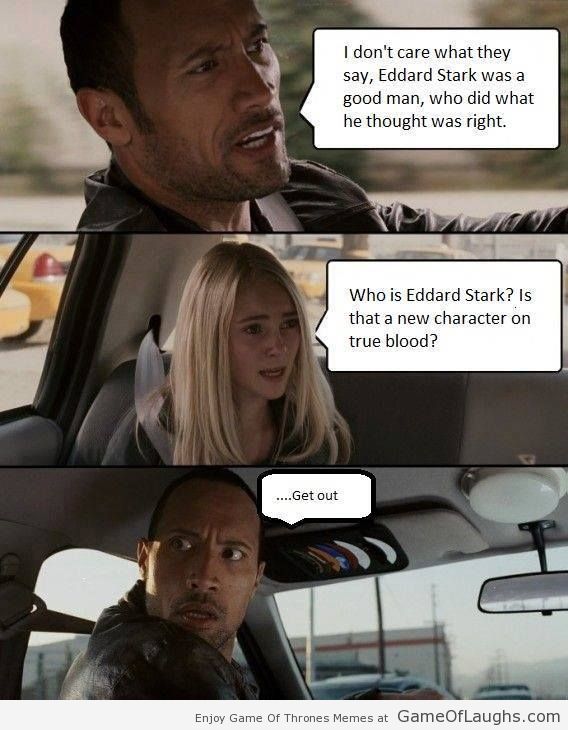 I don't care what they
say, Eddard Stark was a
good man, who did what
he thought was right.
Who is Eddard Stark? Is
that a new character on
true blood?
....Get out
Enjoy Game Of Thrones Memes at GameOfLaughs.com